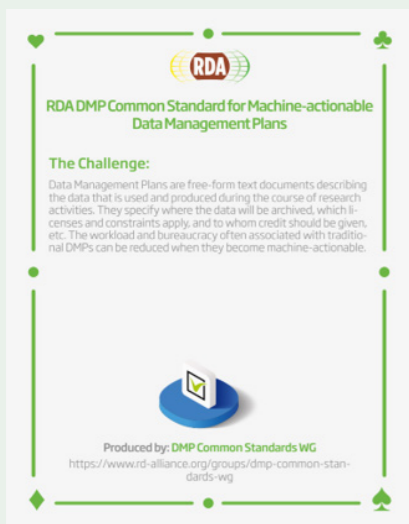 RDA
RDA DMP Common Standard for Machine-actionable
Data Management Plans
The Challenge:
Data Management Plans are free-form text documents describing
the data that is used and produced during the course of research
activities. They specify where the data will be archived, which li-
censes and constraints apply, and to whom credit should be given,
etc. The workload and bureaucracy often associated with traditio-
nal DMPs can be reduced when they become machine-actionable.
Produced by: DMP Common Standards WG
https://www.rd-alliance.org/groups/dmp-common-stan-
dards-wg